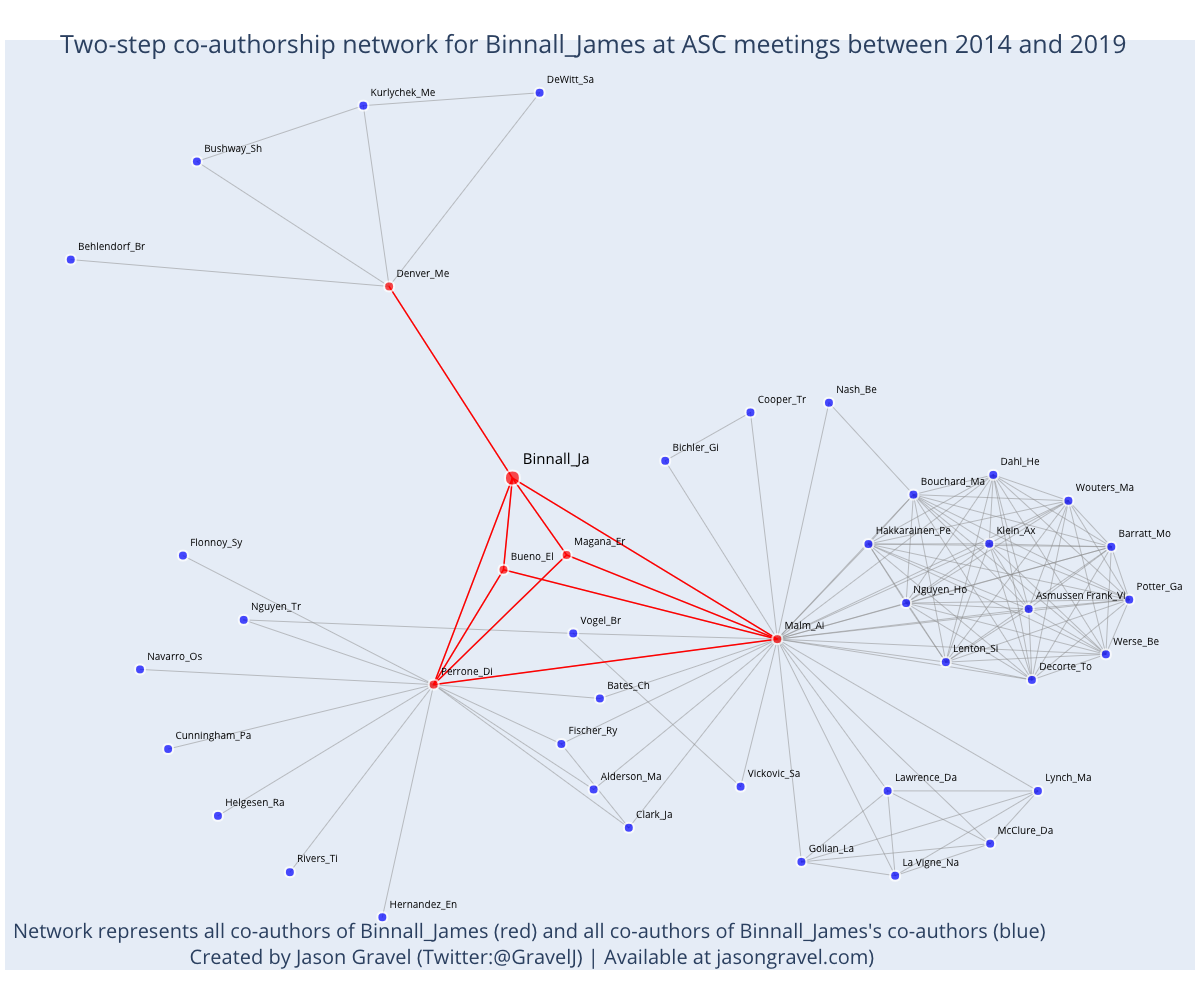 Two-step co-authorship network for Binnall_James at ASC meetings between 2014 and 2019
DeWitt_Sa
Kurlychek_Me
Bushway_Sh
Behlendorf_Br
Denver_Me
Nash_Be
Cooper_Tr
Bichler_Gi
Binnall_Ja
Dahl_He
Bouchard_Ma
Wouters_Ma
Hakkarainen_Pe
Klein_Ax
Barratt_Mo
Flonnoy_Sy
Magana_Er
Bueno_El
Nguyen_Ho
Asmussen Frank_Vi
Potter_Ga
Nguyen_Tr
Vogel_Br
Malm_Ai
Werse_Be
Lenton_Si
Decorte_To
Navarro_Os
Perrone_Di
Bates_Ch
Cunningham_Pa
Fischer_Ry
Alderson_Ma
Vickovic_Sa
Lawrence_Da
Lynch_Ma
Helgesen_Ra
Clark_Ja
McClure_Da
Golian_La
La Vigne_Na
Rivers_Ti
Hernandez_En
Network represents all co-authors of Binnall_James (red) and all co-authors of Binnall_James's co-authors (blue)
Created by Jason Gravel (Twitter:@GravelJ) | Available at jasongravel.com)